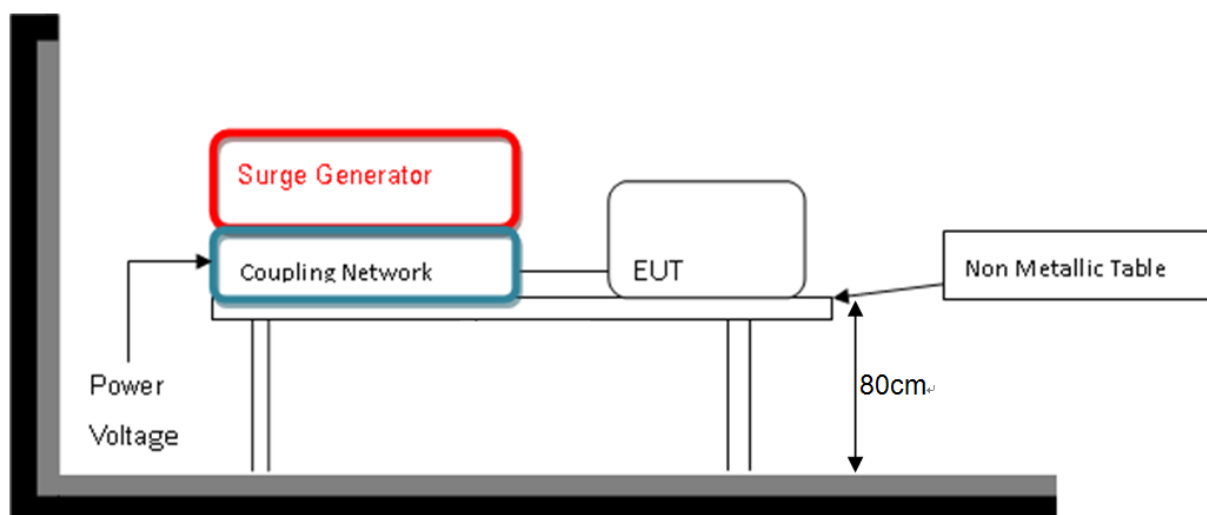 Surge Generator
Coupling Network
EUT
Non Metallic Table
Power
Voltage
80cm